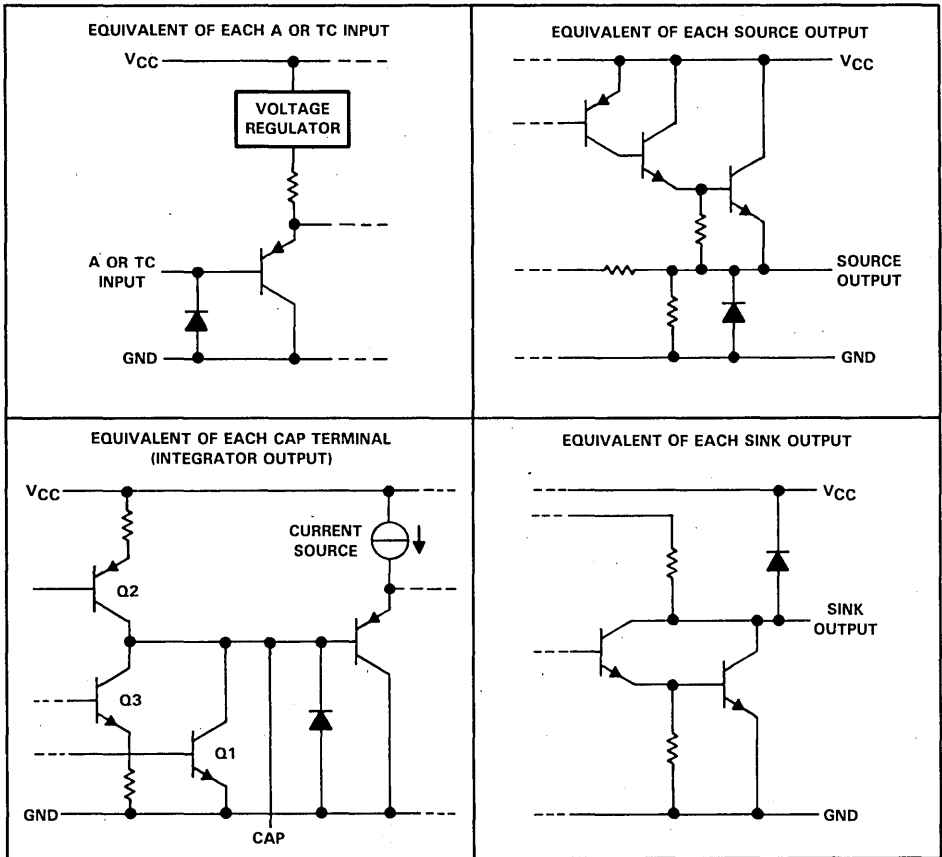 EQUIVALENT OF EACH A OR TC INPUT
VCC
VOLTAGE
REGULATOR
A OR TC
INPUT
GND
EQUIVALENT OF EACH SOURCE OUTPUT
VCC
SOURCE
OUTPUT
GND
EQUIVALENT OF EACH CAP TERMINAL
(INTEGRATOR OUTPUT)
VCC
CURRENT
SOURCE
Q2
Q3
Q1
GND
CAP
EQUIVALENT OF EACH SINK OUTPUT
VCC
SINK
OUTPUT
GND